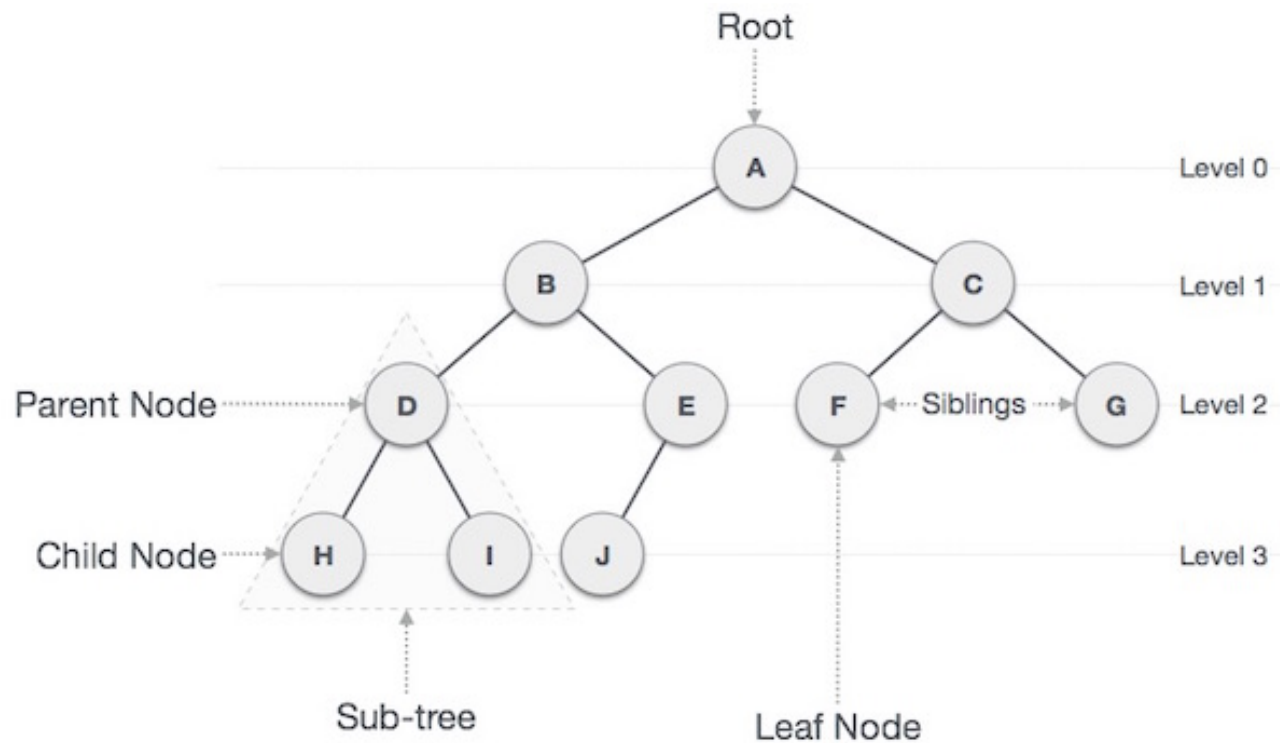 Root
A
Level 0
B
C
Level 1
Parent Node
D
E
F
Siblings
G
Level 2
Child Node
H
I
J
Level 3
Sub-tree
Leaf Node